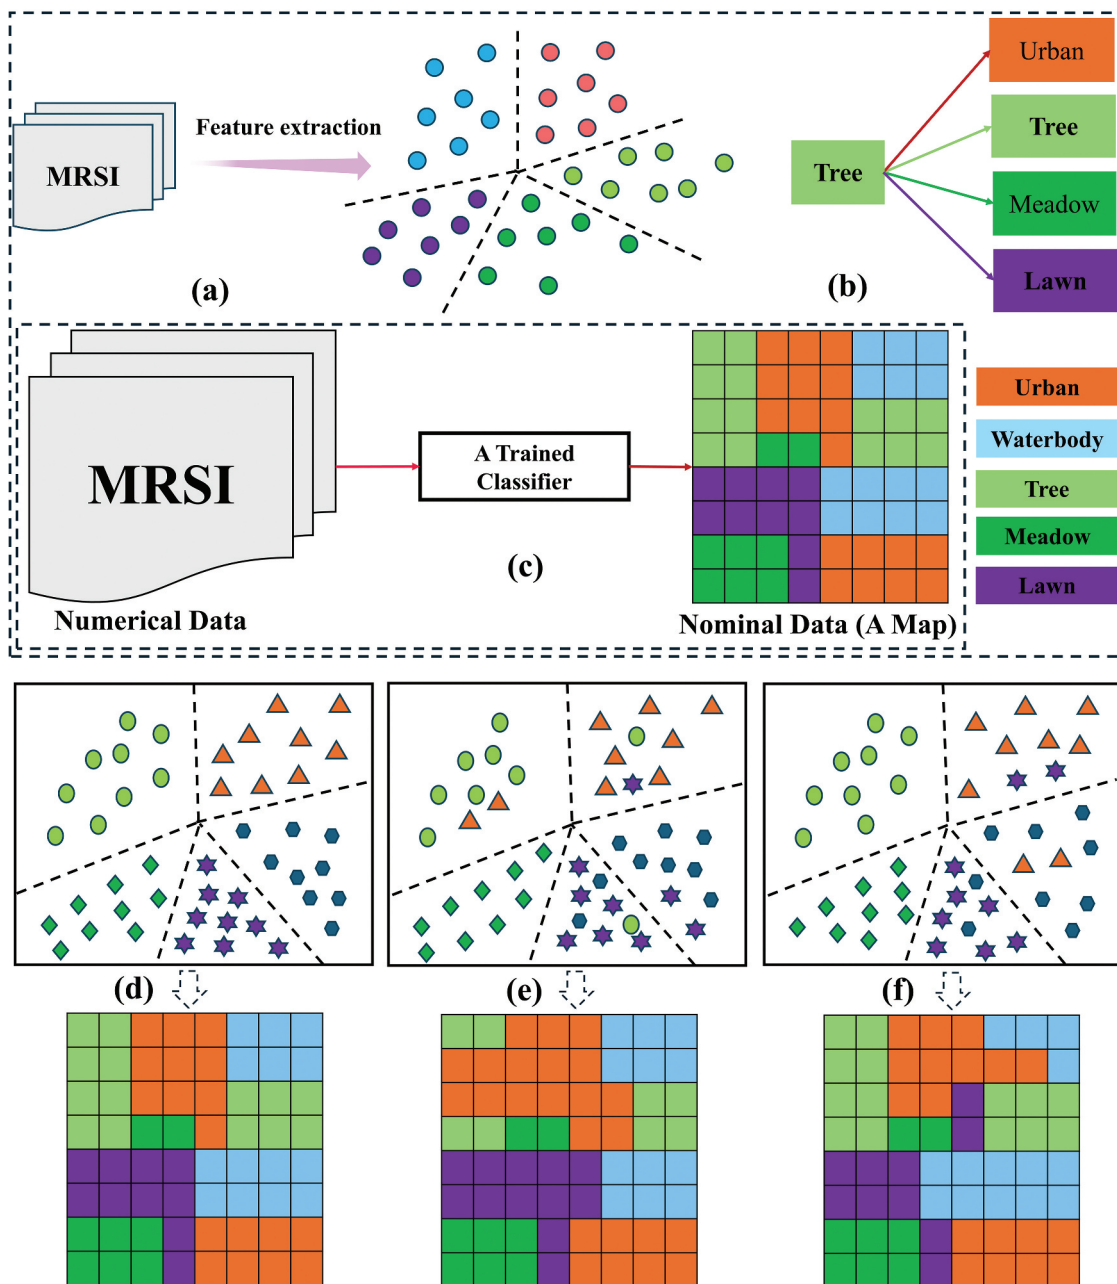 MRSI
Feature extraction
(a)
Tree
Urban
Tree
Meadow
Lawn
(b)
MRSI
Numerical Data
A Trained
Classifier
(c)
Nominal Data (A Map)
Urban
Waterbody
Tree
Meadow
Lawn
(d)
(e)
(f)